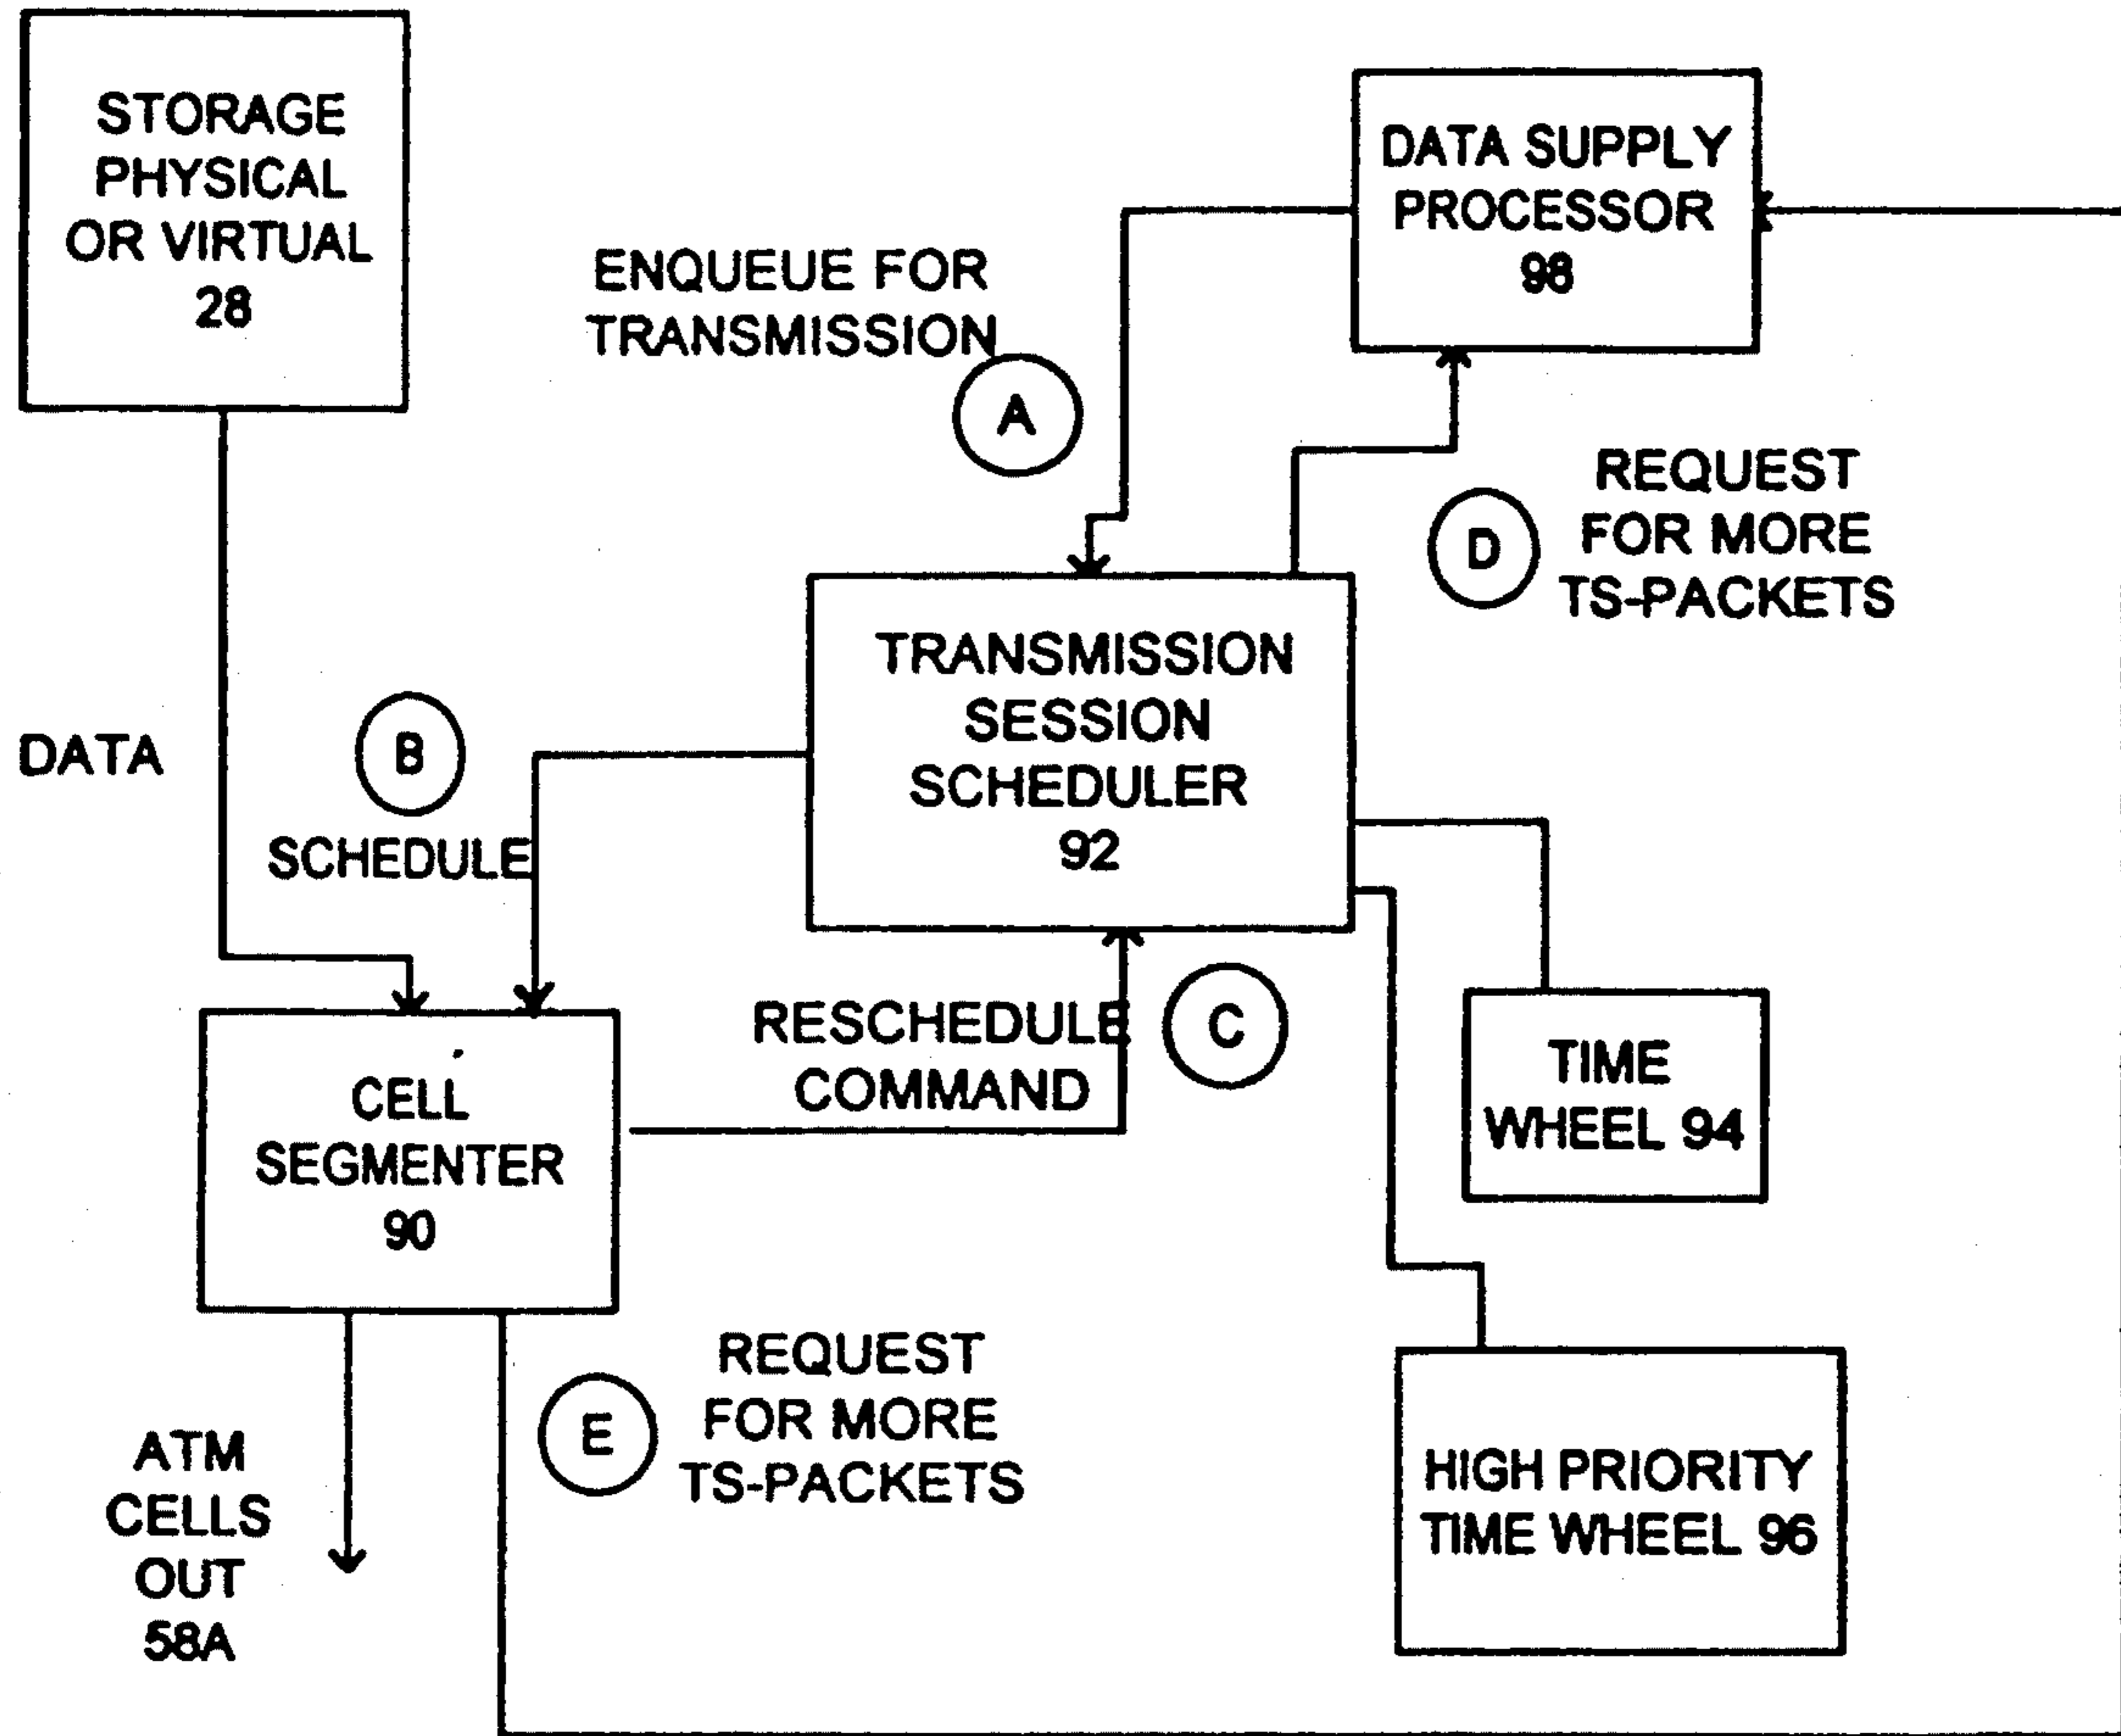 STORAGE
PHYSICAL
OR VIRTUAL
28
DATA SUPPLY
PROCESSOR
98
ENQUEUE FOR
TRANSMISSION
A
REQUEST
FOR MORE
TS-PACKETS
D
TRANSMISSION
SESSION
SCHEDULER
92
DATA
B
SCHEDULE
RESCHEDULE
COMMAND
C
TIME
WHEEL 94
CELL
SEGMENTER
90
REQUEST
FOR MORE
TS-PACKETS
E
ATM
CELLS
OUT
58A
HIGH PRIORITY
TIME WHEEL 96